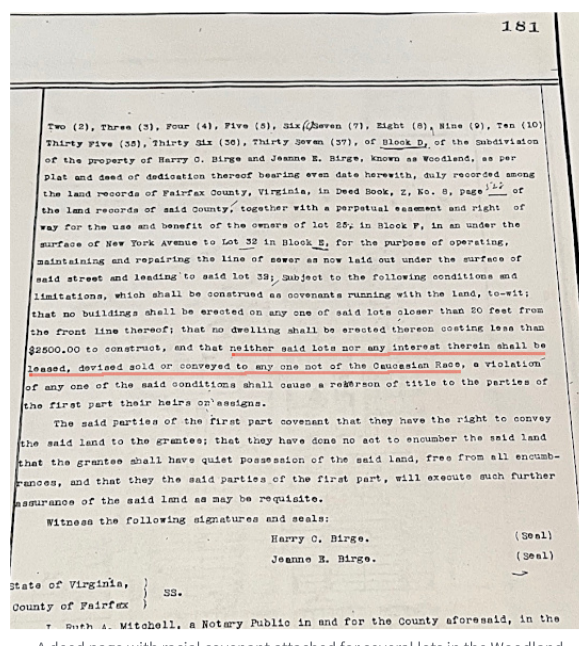 181
Two (2), Three (3), Four (4), Five (5), Six (6) Seven (7), Eight (8), Nine (9), Ten (10)
Thirty Five (35), Thirty Six (36), Thirty Seven (37), of Block D, of the Subdivision
of the property of Harry C. Birge and Jeanne E. Birge, known as Woodland, as per
plat and deed of dedication thereof bearing even date herewith, duly recorded among
the land records of Fairfax County, Virginia, in Deed Book, Z, No. 8, page of
the land records of said County, together with a perpetual easement and right of
way for the use and benefit of the owners of lot 25, in Block F, in an under the
surface of New York Avenue to Lot 32 in Block E, for the purpose of operating,
maintaining and repairing the line of sewer as now laid out under the surface of
said street and leading to said lot 32; Subject to the following conditions and
limitations, which shall be construed as covenants running with the land, to-wit;
that no buildings shall be erected on any one of said lots closer than 20 feet from
the front line thereof; that no dwelling shall be erected thereon costing less than
$2500.00 to construct, and that neither said lots nor any interest therein shall be
leased, devised sold or conveyed to any one not of the Caucasian Race, a violation
of any one of the said conditions shall cause a of title to the parties of
the first part their heirs or assigns.
The said parties of the first part covenant that they have the right to convey
the said land to the grantee; that they have done no act to encumber the said land
that the grantee shall have quiet possession of the said land, free from all encumb-
rances, and that they the said parties of the first part, will execute such further
assurance of the said land as may be requisite.
Witness the following signatures and seals:
Harry C. Birge. (Seal)
Jeanne E. Birge. (Seal)
State of Virginia,
SS.
County of Fairfax
I, Ruth A. Mitchell, a Notary Public in and for the County aforesaid, in the
A deed page with racial covenant attached for several lots in the Woodland